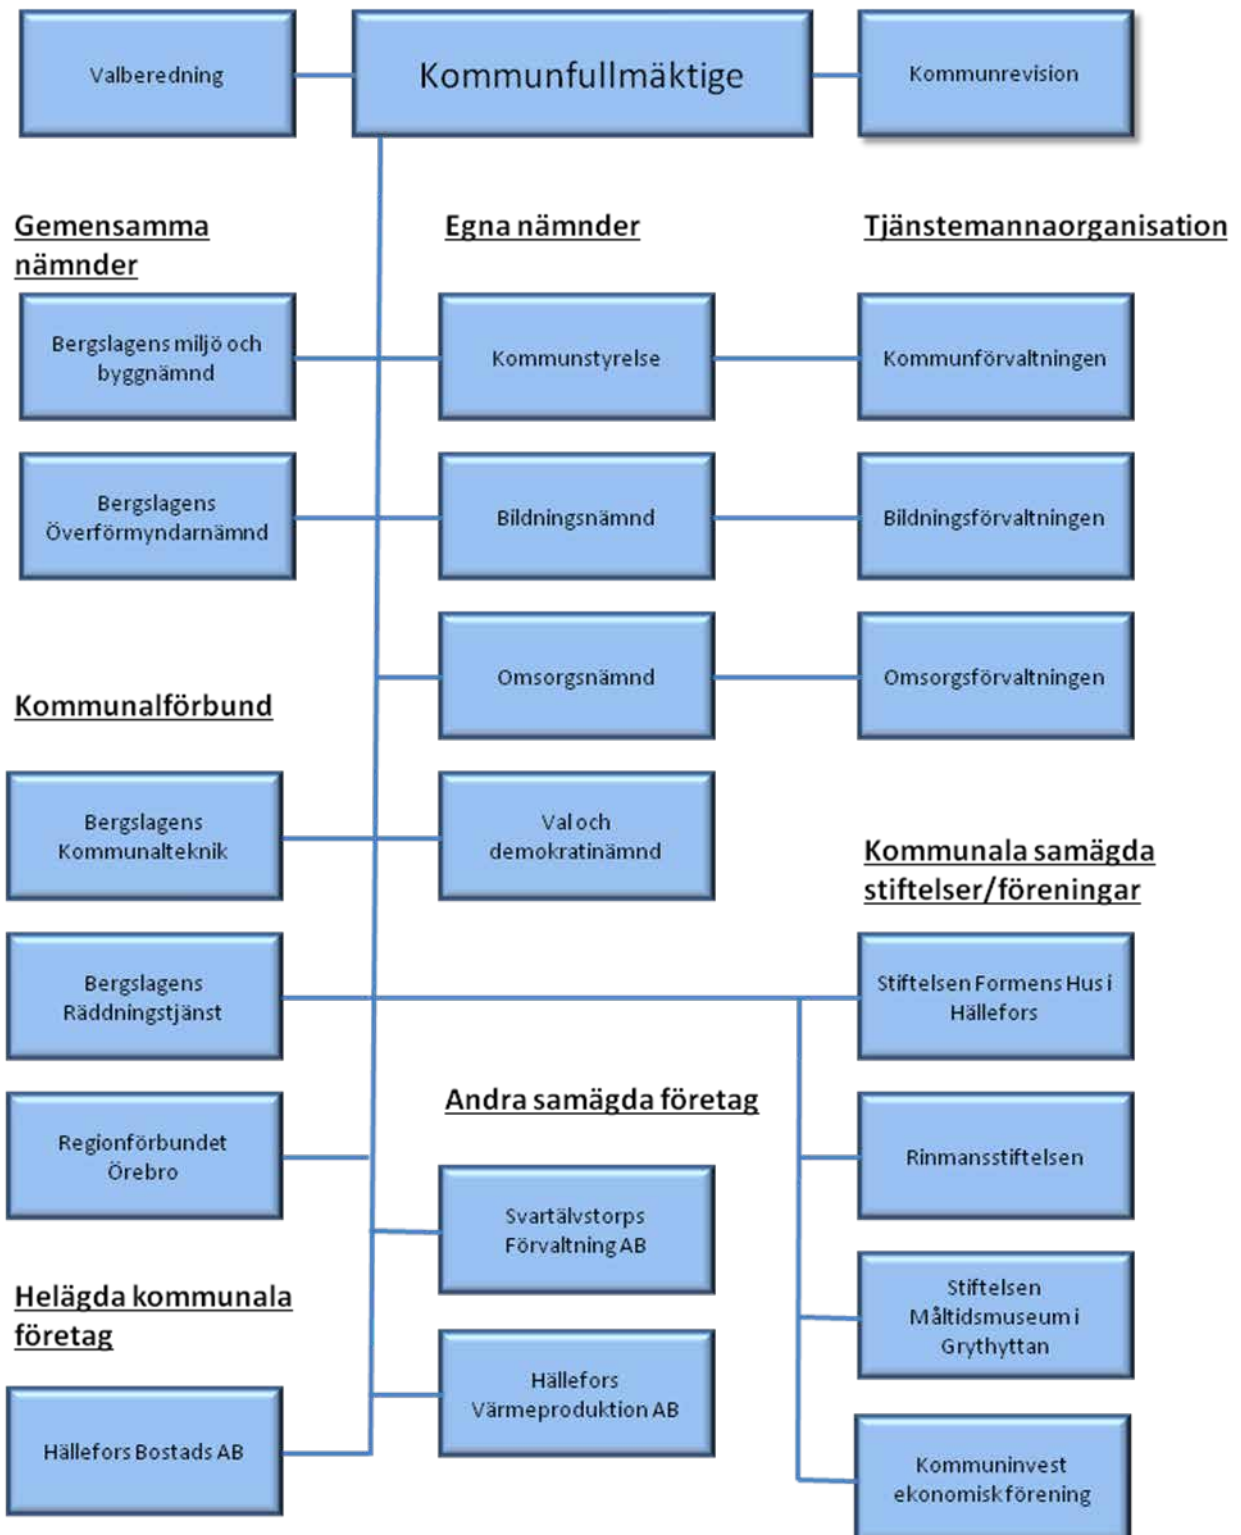 Valberedning
Kommunfullmäktige
Kommunrevision
Gemensamma
nämnder
Egna nämnder
Tjänstemannaorganisation
Bergslagens miljö och
byggnämnd
Kommunstyrelse
Kommunförvaltningen
Bergslagens
Överförmyndarnämnd
Bildningsnämnd
Bildningsförvaltningen
Omsorgsnämnd
Omsorgsförvaltningen
Kommunalförbund
Bergslagens
Kommunalteknik
Val och
demokratinämnd
Kommunala samägda
stiftelser/föreningar
Bergslagens
Räddningstjänst
Stiftelsen Formens Hus i
Hällefors
Andra samägda företag
Regionförbundet
Örebro
Rinmansstiftelsen
Svartälvstorps
Förvaltning AB
Helägda kommunala
företag
Stiftelsen
Måltidsmuseum i
Grythyttan
Hällefors
Värmeproduktion AB
Hällefors Bostads AB
Kommuninvest
ekonomisk förening